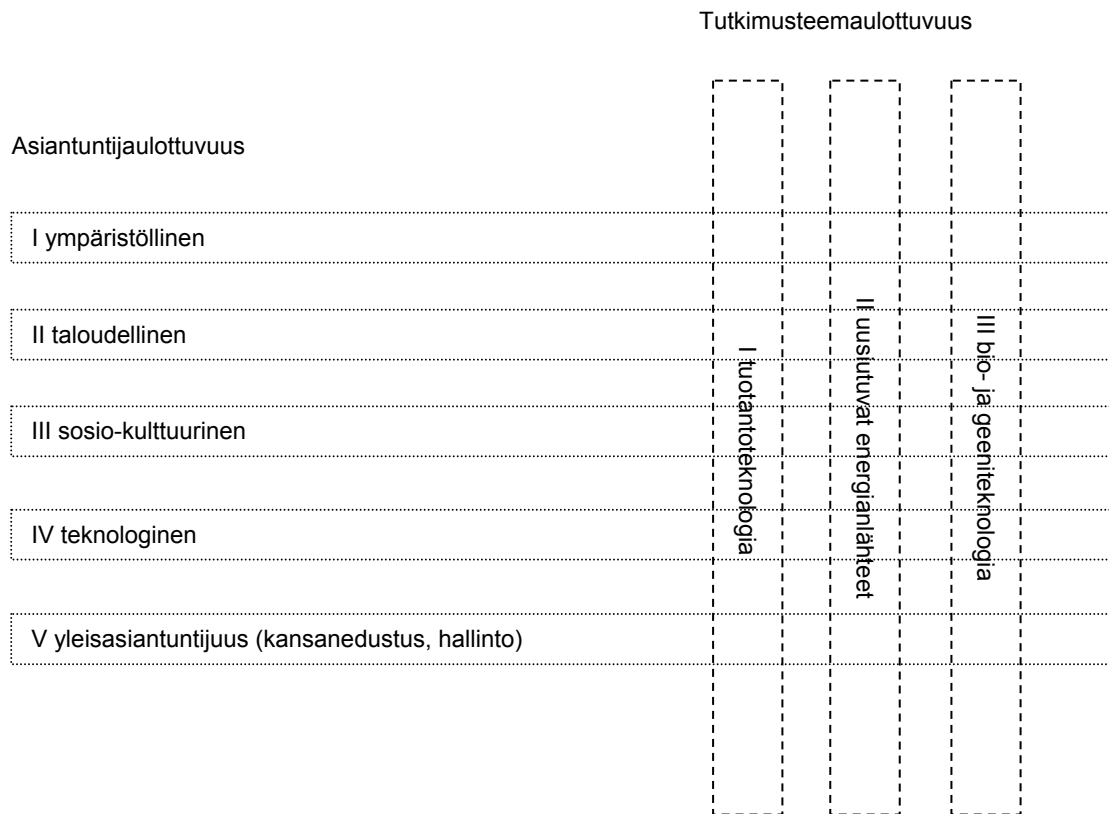 Tutkimusteemaulottuvuus
Asiantuntijaulottuvuus
I ympäristöllinen
II taloudellinen
III sosio-kulttuurinen
IV teknologinen
V yleisasiantuntijuus (kansanedustus, hallinto)
I tuotantoteknologia
II uusiutuvat energianlähteet
III bio- ja geeniteknologia